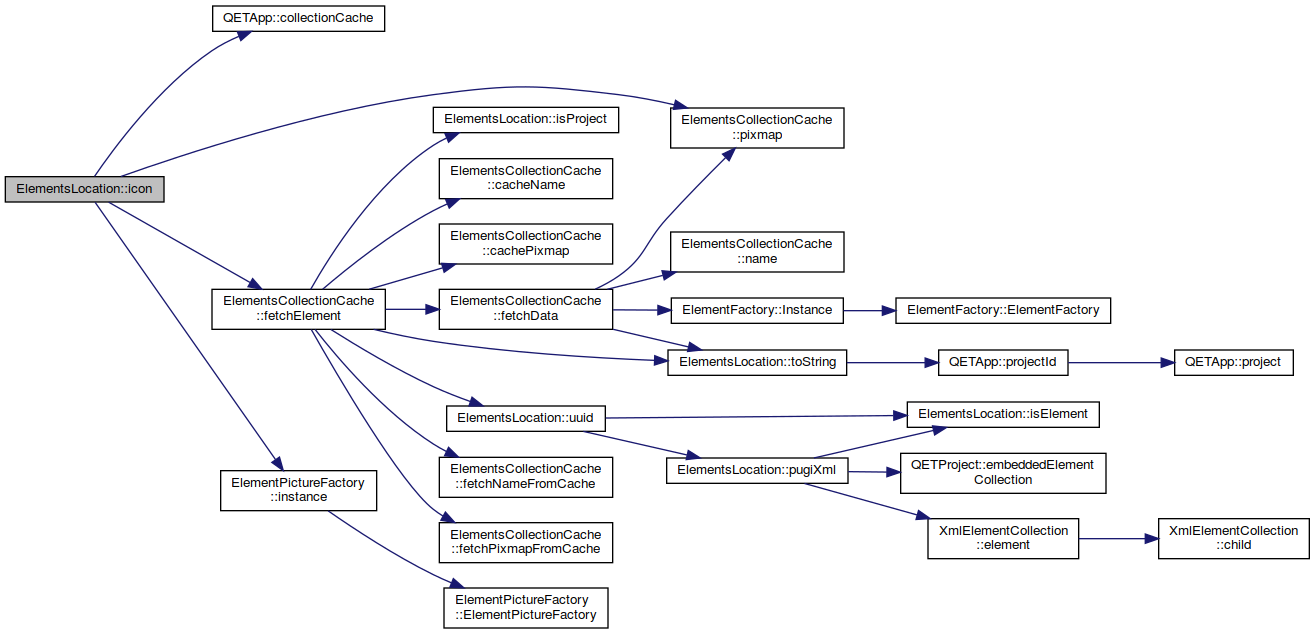 QETApp::collectionCache
ElementsLocation::icon
ElementsCollectionCache
::fetchElement
ElementPictureFactory
::instance
ElementsLocation::isProject
ElementsCollectionCache
::cacheName
ElementsCollectionCache
::cachePixmap
ElementsCollectionCache
::fetchData
ElementsLocation::uuid
ElementsCollectionCache
::fetchNameFromCache
ElementsCollectionCache
::fetchPixmapFromCache
ElementPictureFactory
::ElementPictureFactory
ElementsCollectionCache
::pixmap
ElementsCollectionCache
::name
ElementFactory::Instance
ElementsLocation::toString
ElementsLocation::pugiXml
ElementFactory::ElementFactory
QETApp::projectId
QETApp::project
ElementsLocation::isElement
QETProject::embeddedElement
Collection
XmlElementCollection
::element
XmlElementCollection
::child